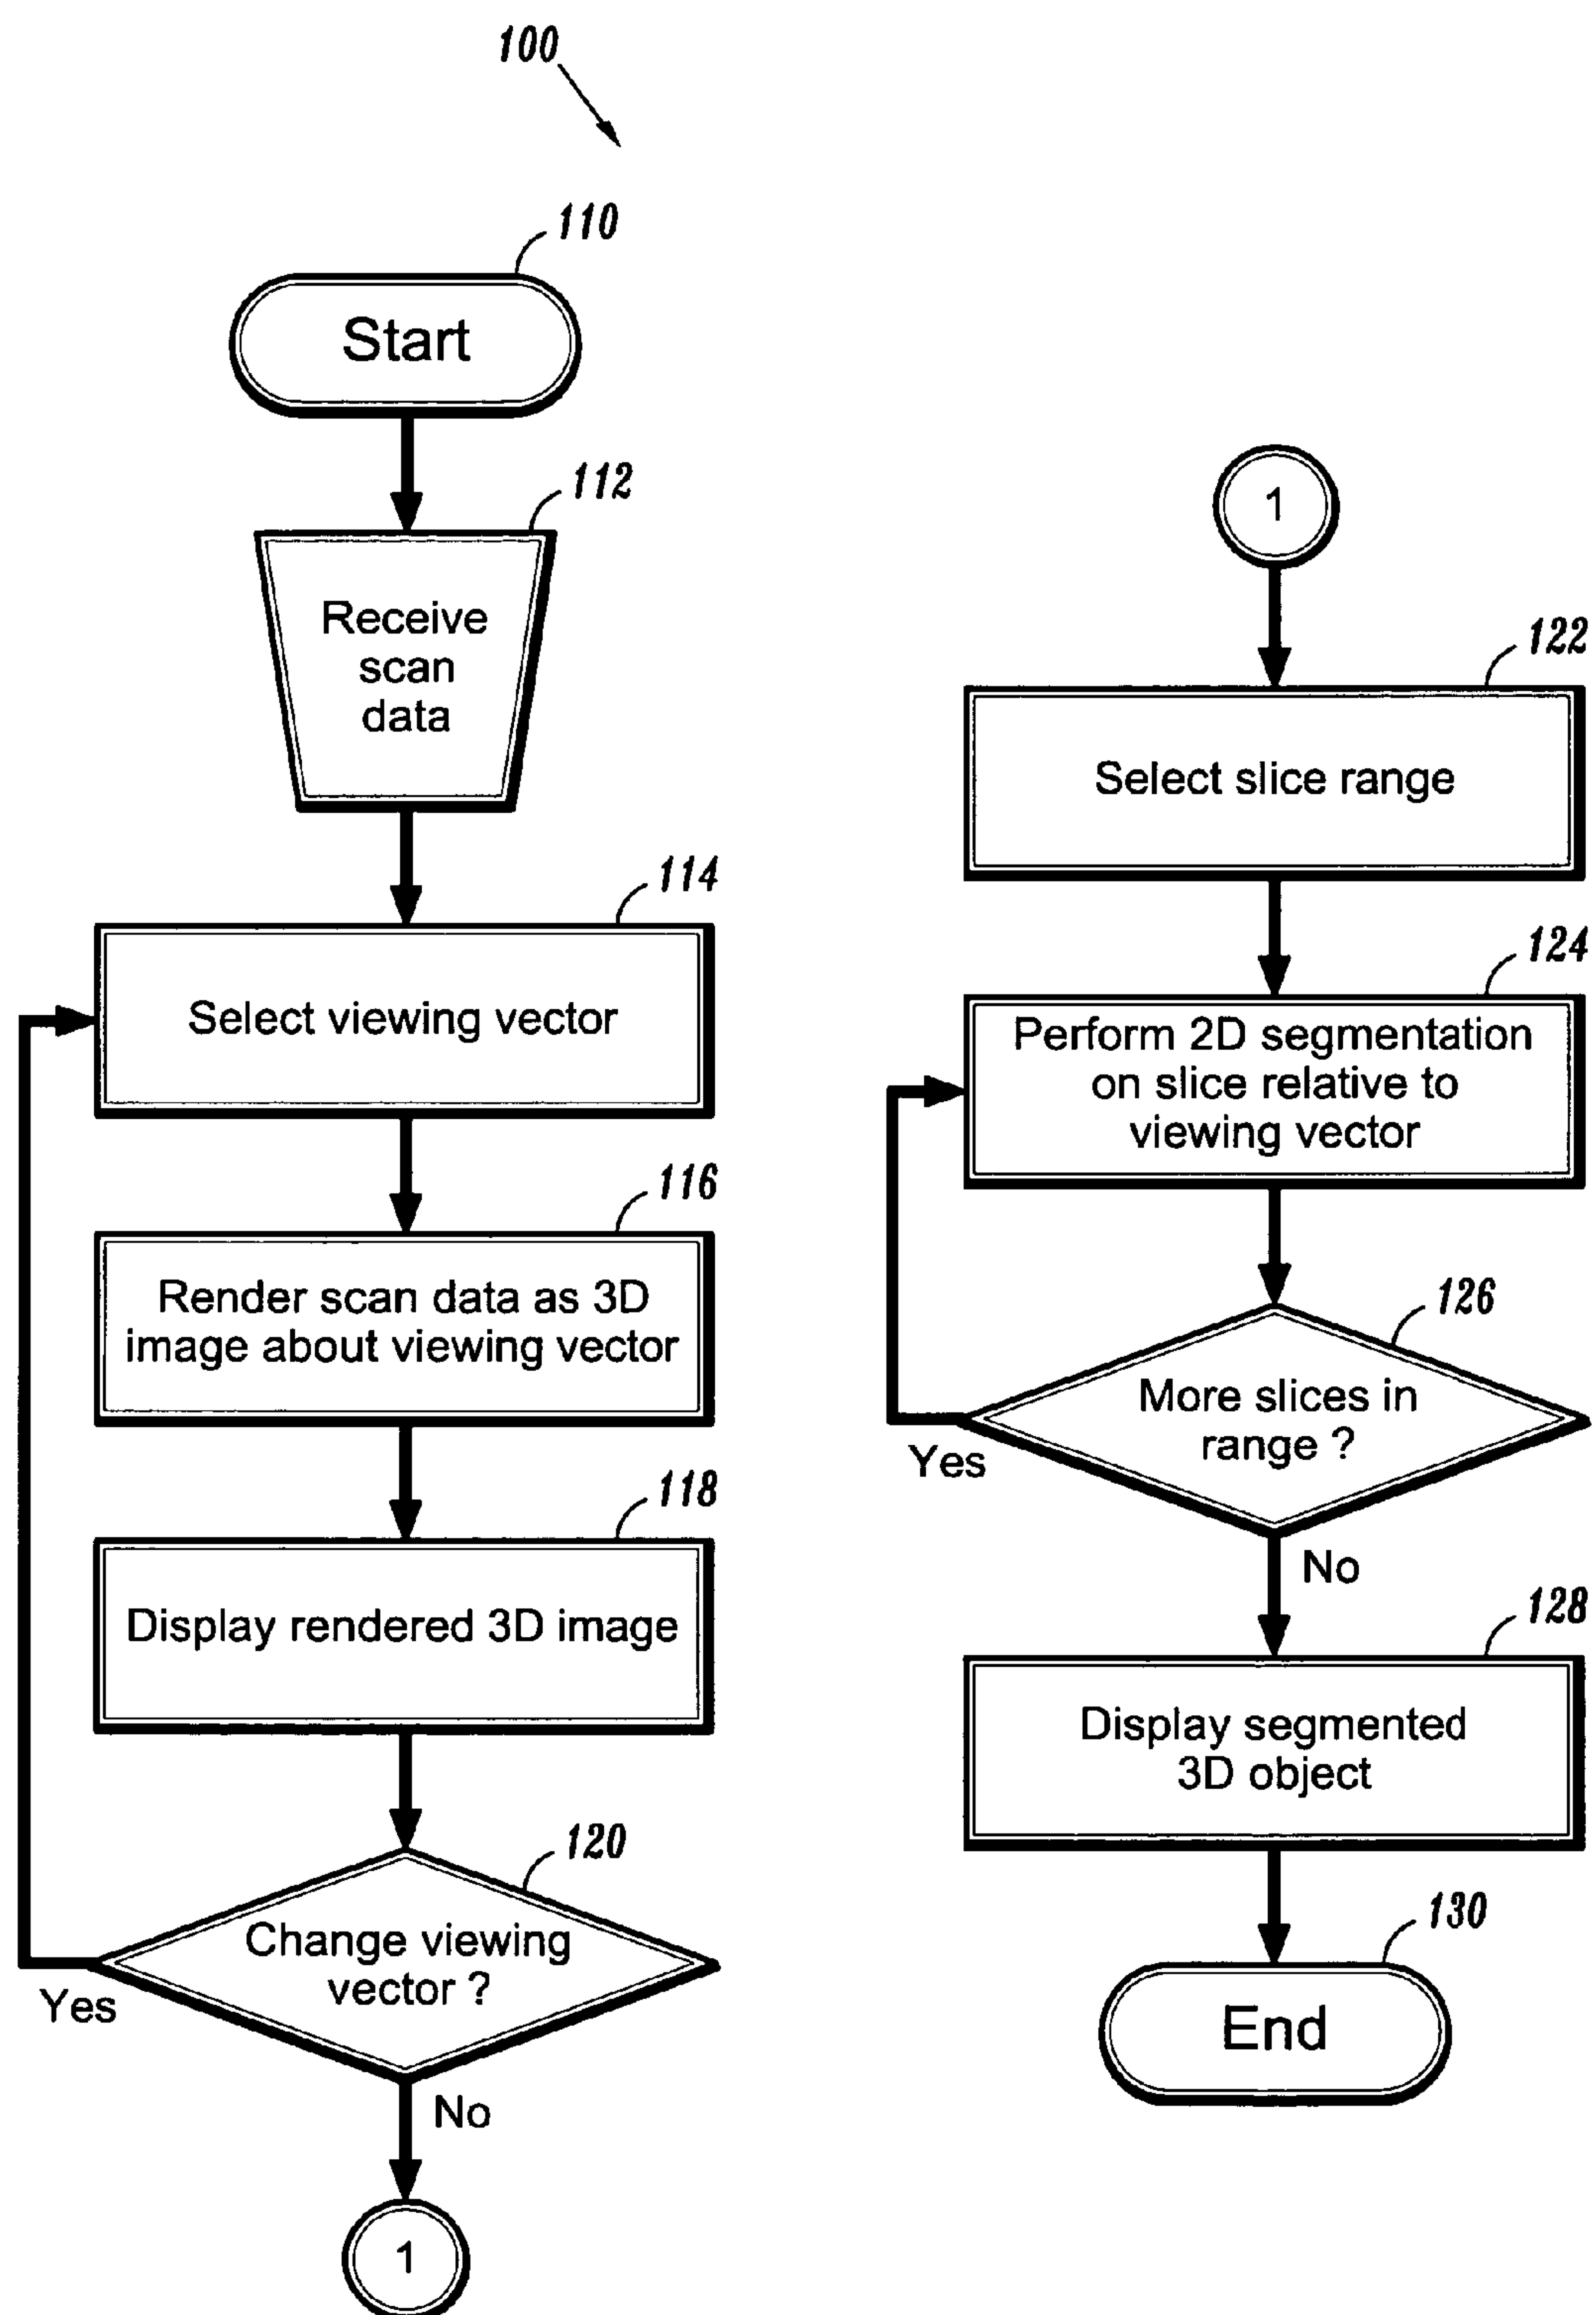 100
110
Start
112
Receive
scan
data
114
Select viewing vector
116
Render scan data as 3D
image about viewing vector
118
Display rendered 3D image
120
Change viewing
vector ?
Yes
No
1
1
122
Select slice range
124
Perform 2D segmentation
on slice relative to
viewing vector
126
More slices in
range ?
Yes
No
128
Display segmented
3D object
130
End